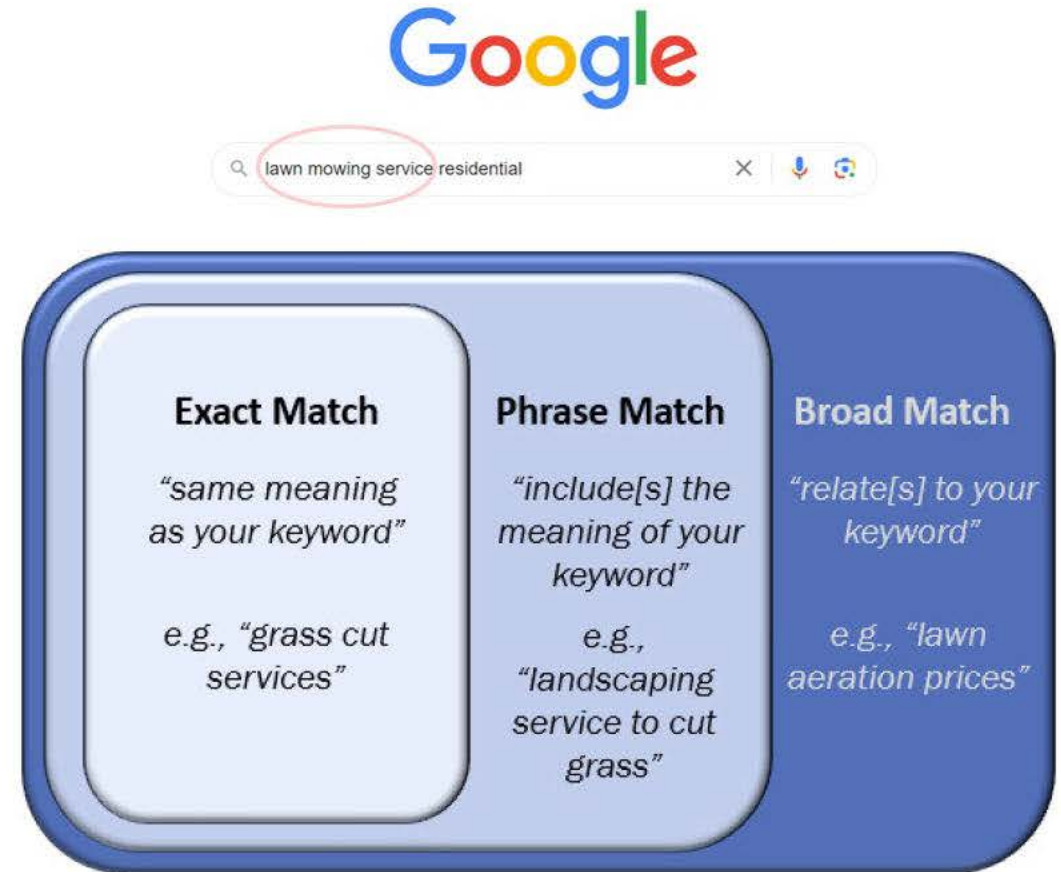 Google
lawn mowing service residential
Exact Match
“same meaning
as your keyword”
e.g., “grass cut
services”
Phrase Match
“include[s] the
meaning of your
keyword”
e.g.,
“landscaping
service to cut
grass”
Broad Match
“relate[s] to your
keyword”
e.g., “lawn
aeration prices”